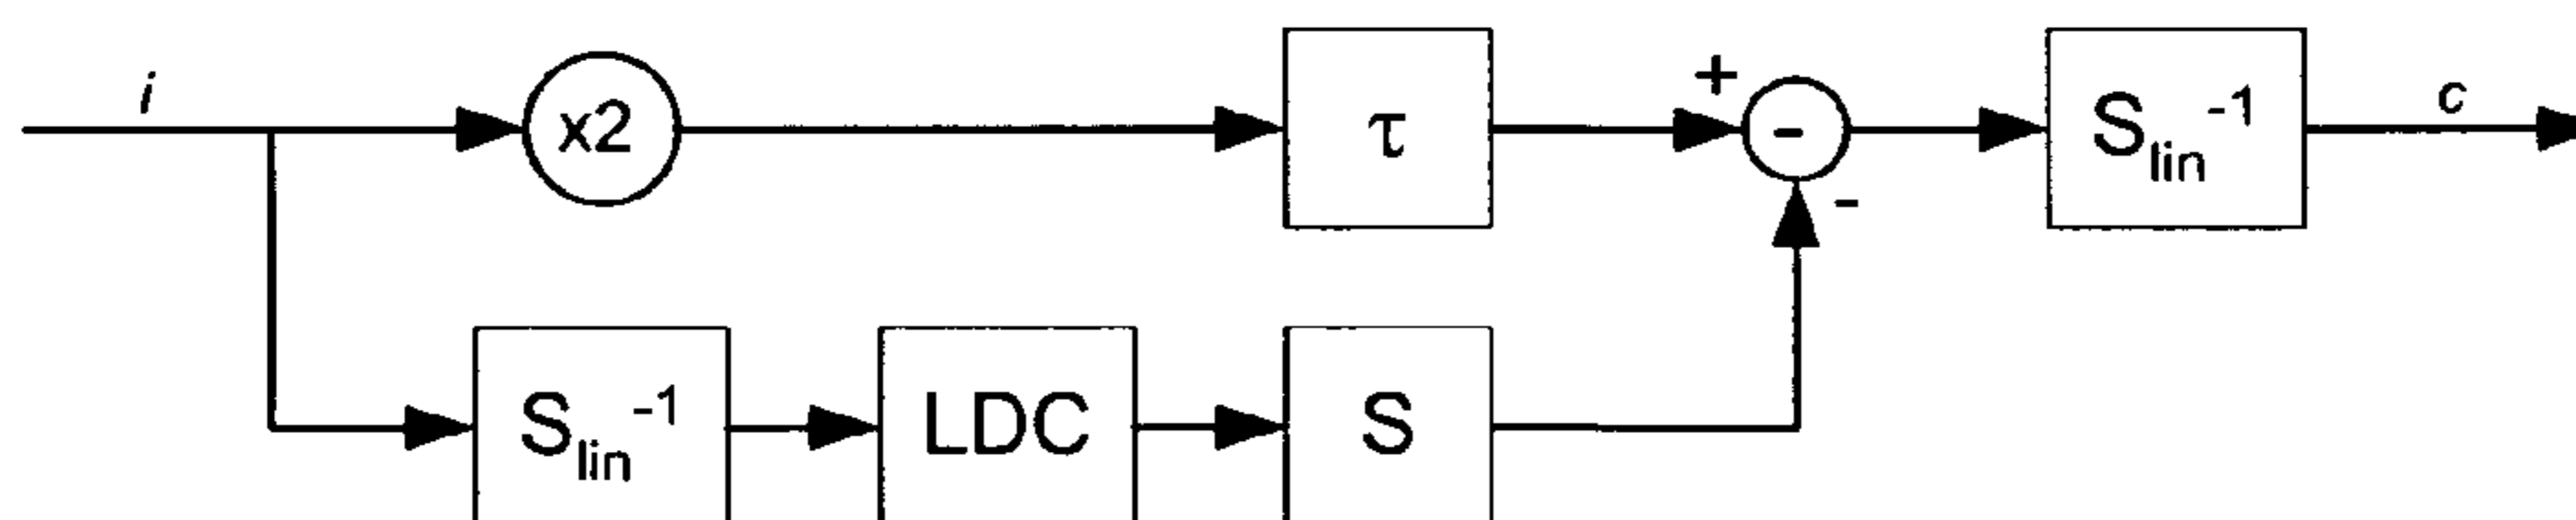 i
x2
τ
+
-
-
S_lin^-1
c
S_lin^-1
LDC
S